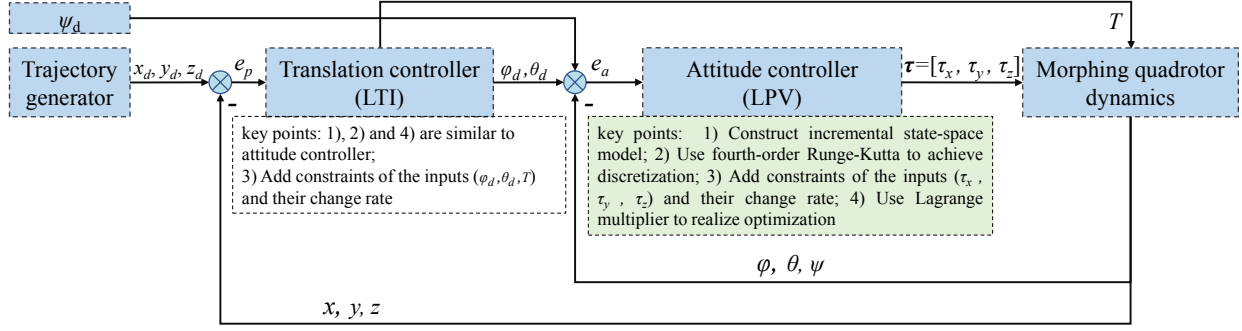 ψd
T
Trajectory
generator
xd, yd, zd
ep
Translation controller
(LTI)
φd,θd
ea
Attitude controller
(LPV)
τ=[τx, τy, τz]
Morphing quadrotor
dynamics
-
-
key points: 1), 2) and 4) are similar to
attitude controller;
3) Add constraints of the inputs (φd,θd,T)
and their change rate
key points: 1) Construct incremental state-space
model; 2) Use fourth-order Runge-Kutta to achieve
discretization; 3) Add constraints of the inputs (τx ,
τy , τz) and their change rate; 4) Use Lagrange
multiplier to realize optimization
φ, θ, ψ
x, y, z